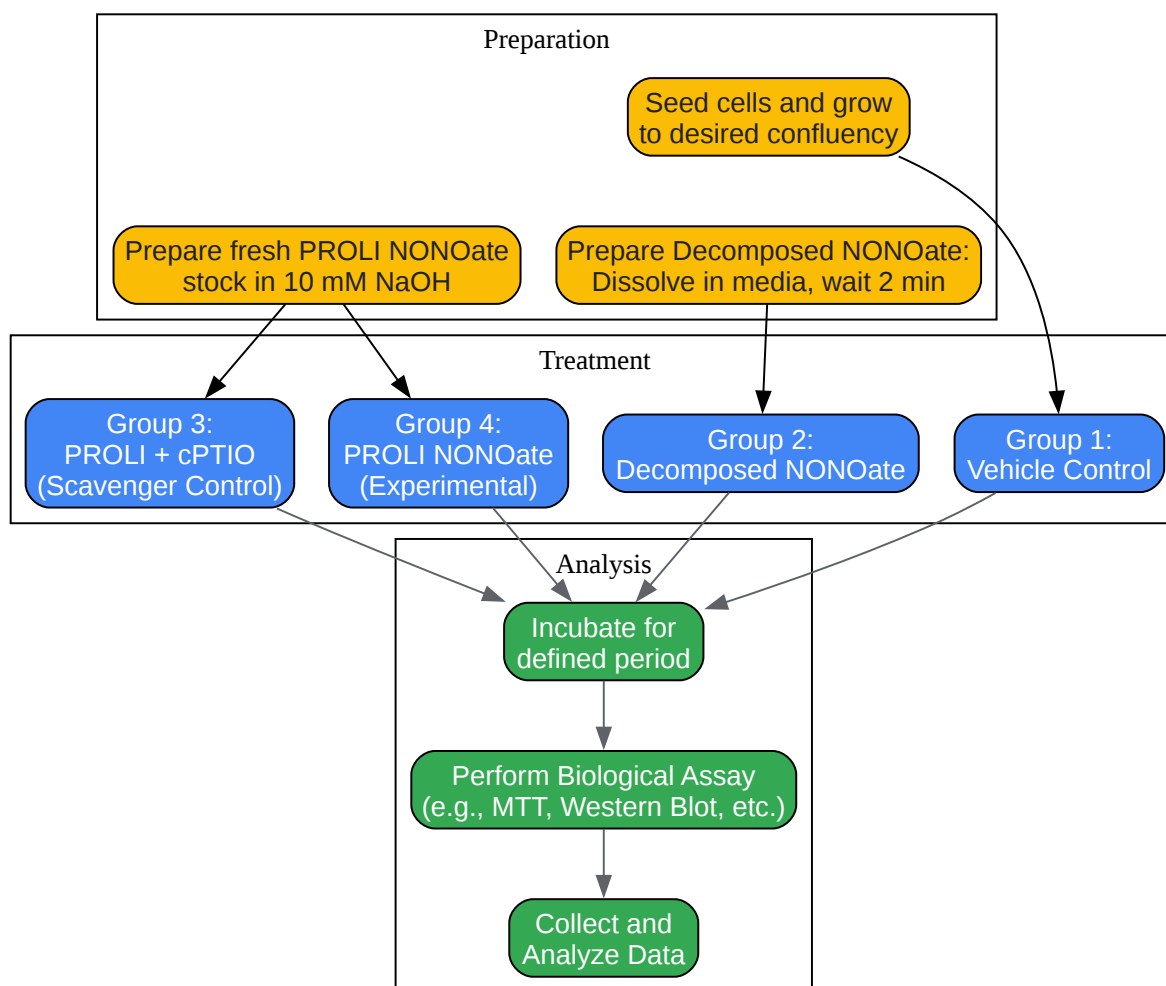 Preparation
Seed cells and grow
to desired confluency
Prepare fresh PROLI NONOate
stock in 10 mM NaOH
Prepare Decomposed NONOate:
Dissolve in media, wait 2 min
Treatment
Group 3:
PROLI + cPTIO
(Scavenger Control)
Group 4:
PROLI NONOate
(Experimental)
Group 2:
Decomposed NONOate
Group 1:
Vehicle Control
Analysis
Incubate for
defined period
Perform Biological Assay
(e.g., MTT, Western Blot, etc.)
Collect and
Analyze Data